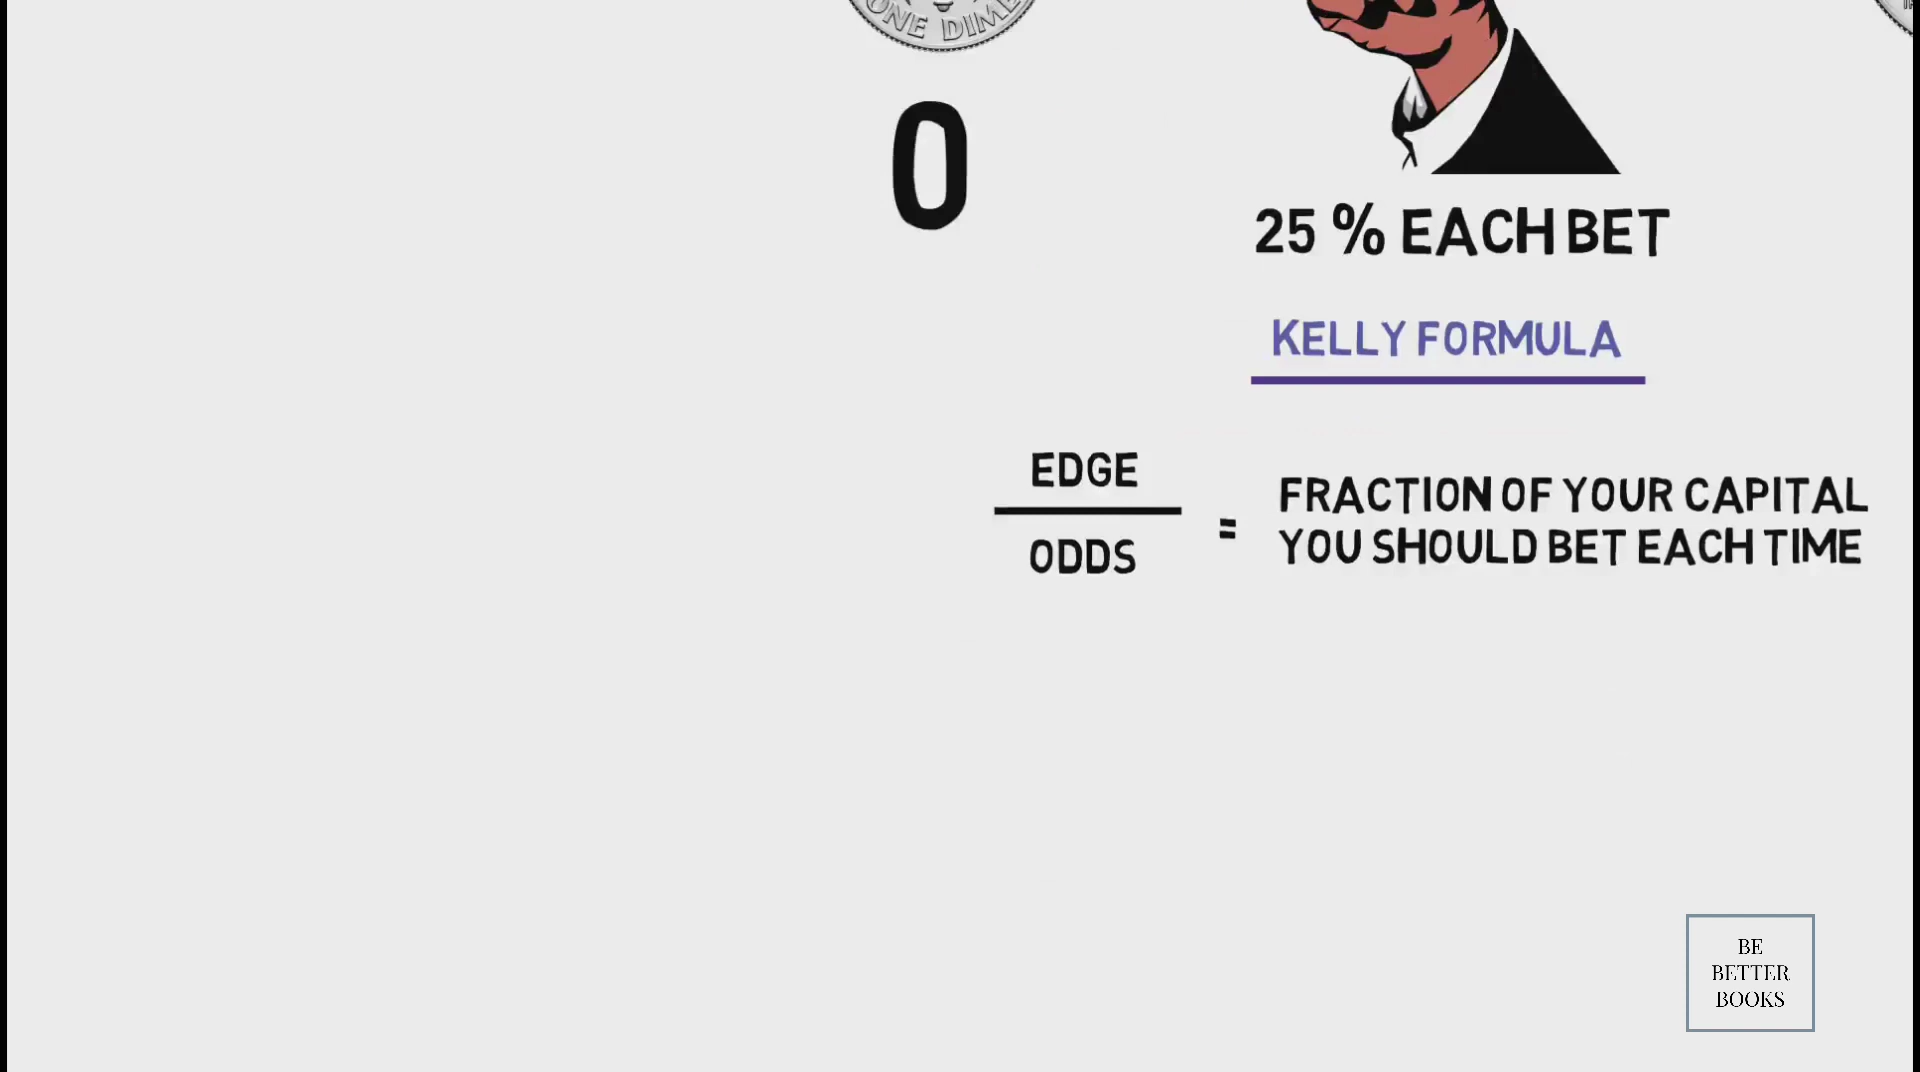 ONE DIME
0
25 % EACH BET
KELLY FORMULA
EDGE
ODDS
=
FRACTION OF YOUR CAPITAL
YOU SHOULD BET EACH TIME
BE
BETTER
BOOKS